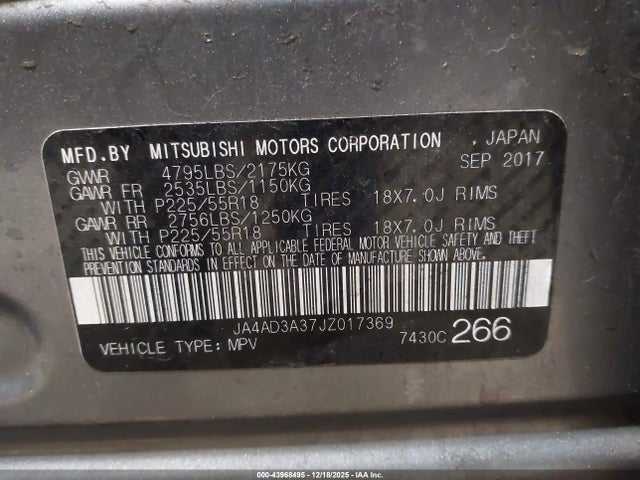 MFD.BY MITSUBISHI MOTORS CORPORATION , JAPAN
GVWR 4795LBS/2175KG SEP 2017
GAWR FR 2535LBS/1150KG
WITH P225/55R18 TIRES 18X7.0J RIMS
GAWR RR 2756LBS/1250KG
WITH P225/55R18 TIRES 18X7.0J RIMS
THIS VEHICLE CONFORMS TO ALL APPLICABLE FEDERAL MOTOR VEHICLE SAFETY AND THEFT
PREVENTION STANDARDS IN EFFECT ON THE DATE OF MANUFACTURE SHOWN ABOVE.
JA4AD3A37JZ017369
VEHICLE TYPE: MPV 7430C 266
000-43968495 - 12/18/2025 - IAA Inc.